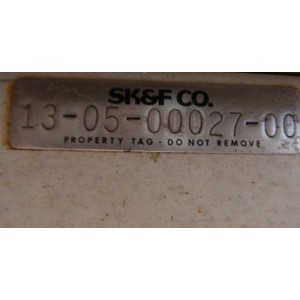 SK&F CO.
13-05-00027-00
PROPERTY TAG - DO NOT REMOVE